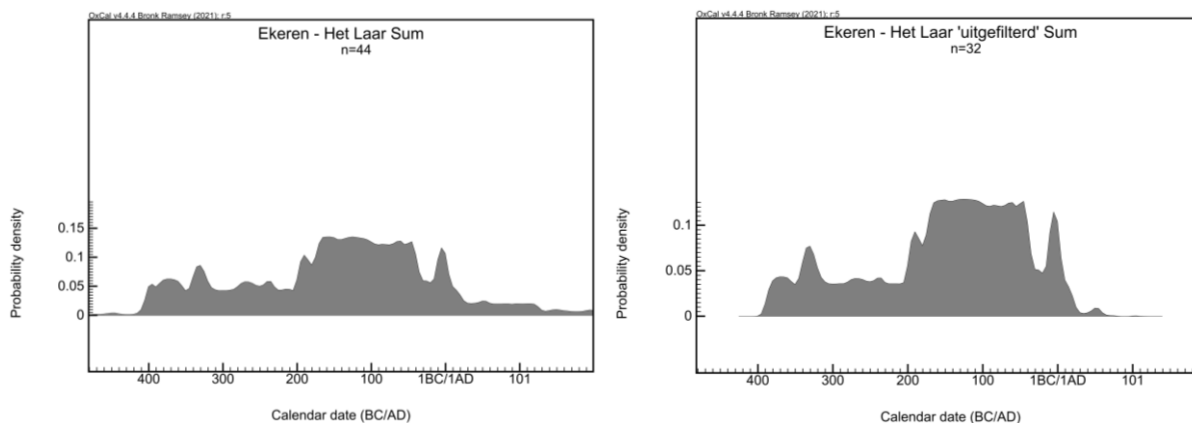 OxCal v4.4.4 Bronk Ramsey (2021); r:5
Ekeren - Het Laar Sum
n=44
Probability density
0.15
0.1
0.05
0
400
300
200
100
1BC/1AD
101
Calendar date (BC/AD)
OxCal v4.4.4 Bronk Ramsey (2021); r:5
Ekeren - Het Laar 'uitgefilterd' Sum
n=32
Probability density
0.1
0.05
0
400
300
200
100
1BC/1AD
101
Calendar date (BC/AD)